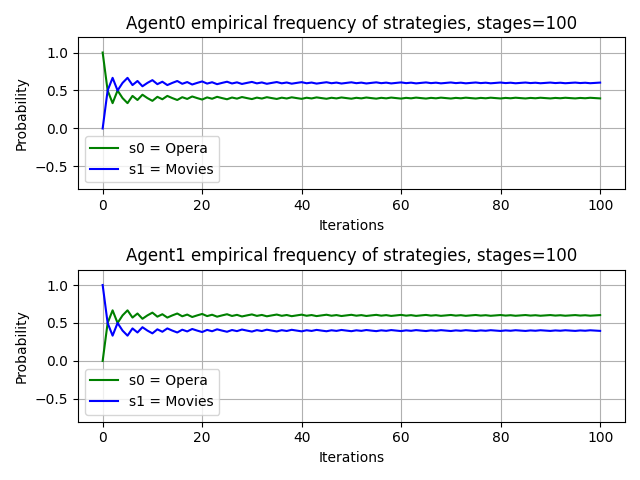 Agent0 empirical frequency of strategies, stages=100
1.0
0.5
0.0
−0.5
Probability
s0 = Opera
s1 = Movies
0
20
40
60
80
100
Iterations
Agent1 empirical frequency of strategies, stages=100
1.0
0.5
0.0
−0.5
Probability
s0 = Opera
s1 = Movies
0
20
40
60
80
100
Iterations